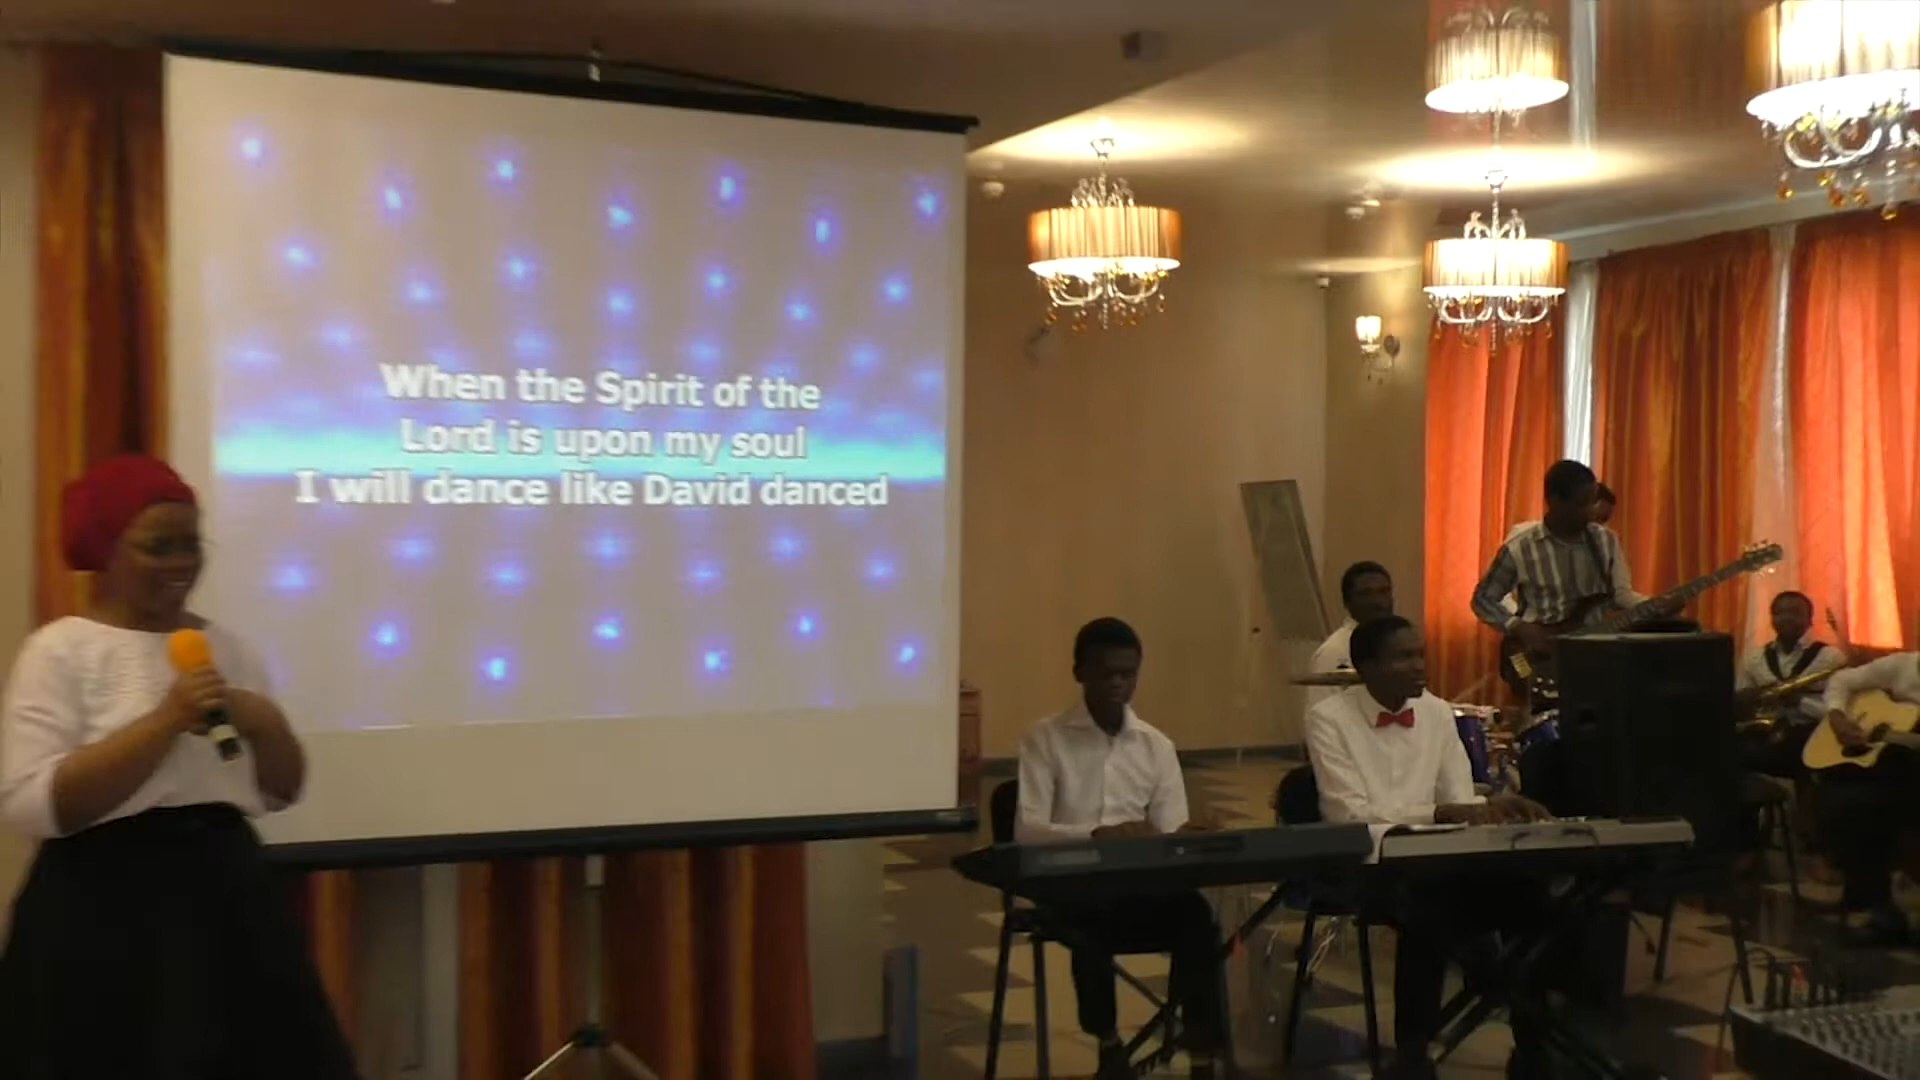 When the Spirit of the
Lord is upon my soul
I will dance like David danced